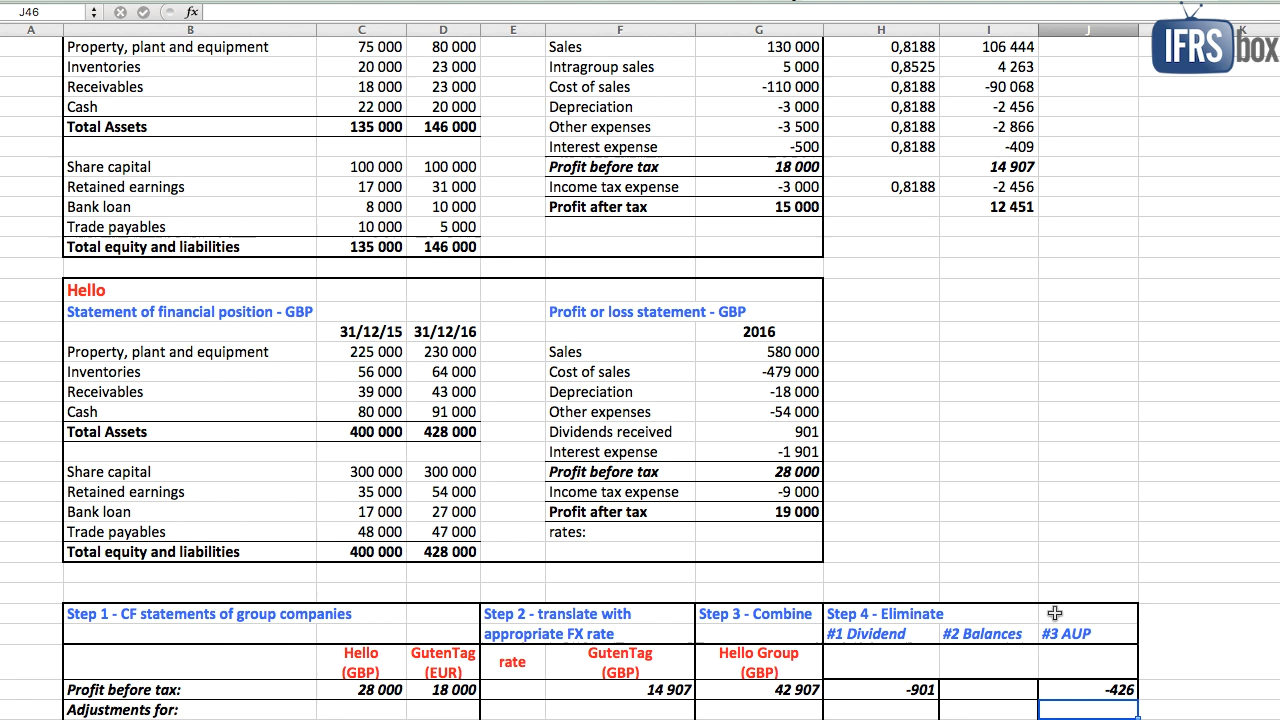 J46 fx
IFRS box
A B C D E F G H I J K
Property, plant and equipment 75 000 80 000 Sales 130 000 0,8188 106 444
Inventories 20 000 23 000 Intragroup sales 5 000 0,8525 4 263
Receivables 18 000 23 000 Cost of sales -110 000 0,8188 -90 068
Cash 22 000 20 000 Depreciation -3 000 0,8188 -2 456
Total Assets 135 000 146 000 Other expenses -3 500 0,8188 -2 866
Interest expense -500 0,8188 -409
Share capital 100 000 100 000 Profit before tax 18 000 14 907
Retained earnings 17 000 31 000 Income tax expense -3 000 0,8188 -2 456
Bank loan 8 000 10 000 Profit after tax 15 000 12 451
Trade payables 10 000 5 000
Total equity and liabilities 135 000 146 000
Hello
Statement of financial position - GBP Profit or loss statement - GBP
31/12/15 31/12/16 2016
Property, plant and equipment 225 000 230 000 Sales 580 000
Inventories 56 000 64 000 Cost of sales -479 000
Receivables 39 000 43 000 Depreciation -18 000
Cash 80 000 91 000 Other expenses -54 000
Total Assets 400 000 428 000 Dividends received 901
Interest expense -1 901
Share capital 300 000 300 000 Profit before tax 28 000
Retained earnings 35 000 54 000 Income tax expense -9 000
Bank loan 17 000 27 000 Profit after tax 19 000
Trade payables 48 000 47 000 rates:
Total equity and liabilities 400 000 428 000
Step 1 - CF statements of group companies Step 2 - translate with Step 3 - Combine Step 4 - Eliminate
appropriate FX rate #1 Dividend #2 Balances #3 AUP
Hello GutenTag rate GutenTag Hello Group
(GBP) (EUR) (GBP) (GBP)
Profit before tax: 28 000 18 000 14 907 42 907 -901 -426
Adjustments for: